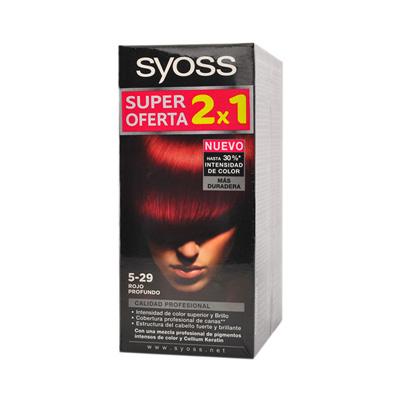 syoss
SUPER
OFERTA
2x1
NUEVO
HASTA 30%*
INTENSIDAD
DE COLOR
MÁS
DURADERA
5-29
ROJO
PROFUNDO
CALIDAD PROFESIONAL
• Intensidad de color superior y Brillo
• Cobertura profesional de canas**
• Estructura del cabello fuerte y brillante
Con una mezcla profesional de pigmentos
intensos de color y Cellium Keratin
www.syoss.net